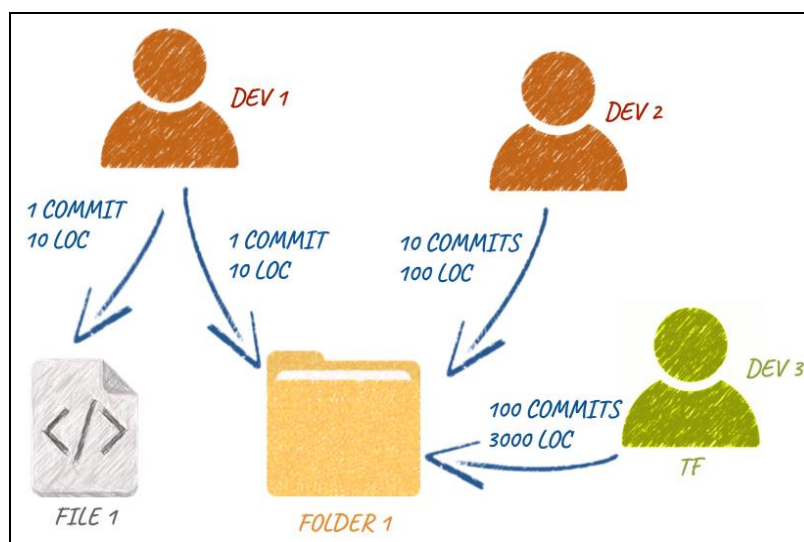 DEV 1
DEV 2
1 COMMIT
10 LOC
1 COMMIT
10 LOC
10 COMMITS
100 LOC
DEV 3
100 COMMITS
3000 LOC
TF
FILE 1
FOLDER 1